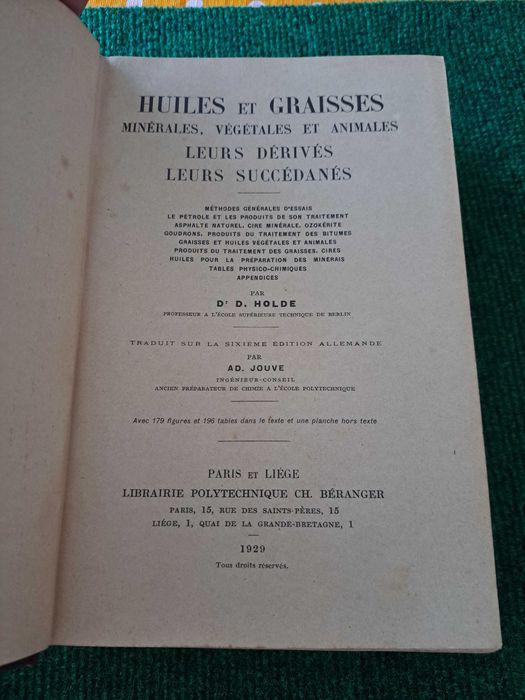 HUILES ET GRAISSES
MINÉRALES, VÉGÉTALES ET ANIMALES
LEURS DÉRIVÉS
LEURS SUCCÉDANÉS
MÉTHODES GÉNÉRALES D'ESSAIS
LE PÉTROLE ET LES PRODUITS DE SON TRAITEMENT
ASPHALTE NATUREL, CIRE MINÉRALE, OZOKÉRITE
GOUDRONS, PRODUITS DU TRAITEMENT DES BITUMES
GRAISSES ET HUILES VÉGÉTALES ET ANIMALES
PRODUITS DU TRAITEMENT DES GRAISSES, CIRES
HUILES POUR LA PRÉPARATION DES MINERAIS
TABLES PHYSICO-CHIMIQUES
APPENDICES
PAR
Dr D. HOLDE
PROFESSEUR A L'ÉCOLE SUPÉRIEURE TECHNIQUE DE BERLIN
TRADUIT SUR LA SIXIÈME ÉDITION ALLEMANDE
PAR
AD. JOUVE
INGÉNIEUR-CONSEIL
ANCIEN PRÉPARATEUR DE CHIMIE A L'ÉCOLE POLYTECHNIQUE
Avec 179 figures et 196 tables dans le texte et une planche hors texte
PARIS ET LIÉGE
LIBRAIRIE POLYTECHNIQUE CH. BÉRANGER
PARIS, 15, RUE DES SAINTS-PÈRES, 15
LIÉGE, 1, QUAI DE LA GRANDE-BRETAGNE, 1
1929
Tous droits réservés.